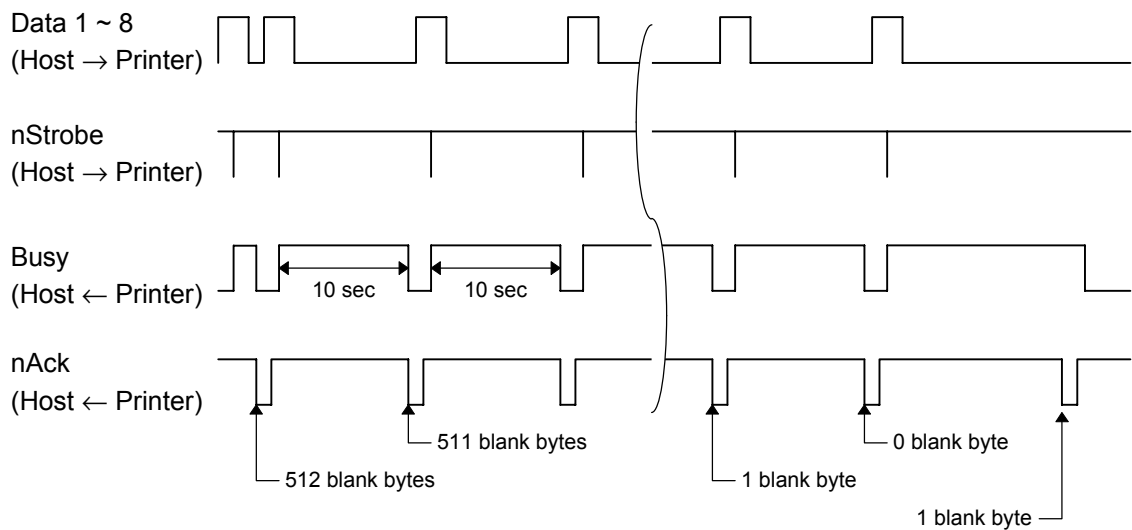 Data 1 ~ 8
(Host → Printer)
nStrobe
(Host → Printer)
Busy
(Host ← Printer)
10 sec
10 sec
nAck
(Host ← Printer)
511 blank bytes
0 blank byte
512 blank bytes
1 blank byte
1 blank byte